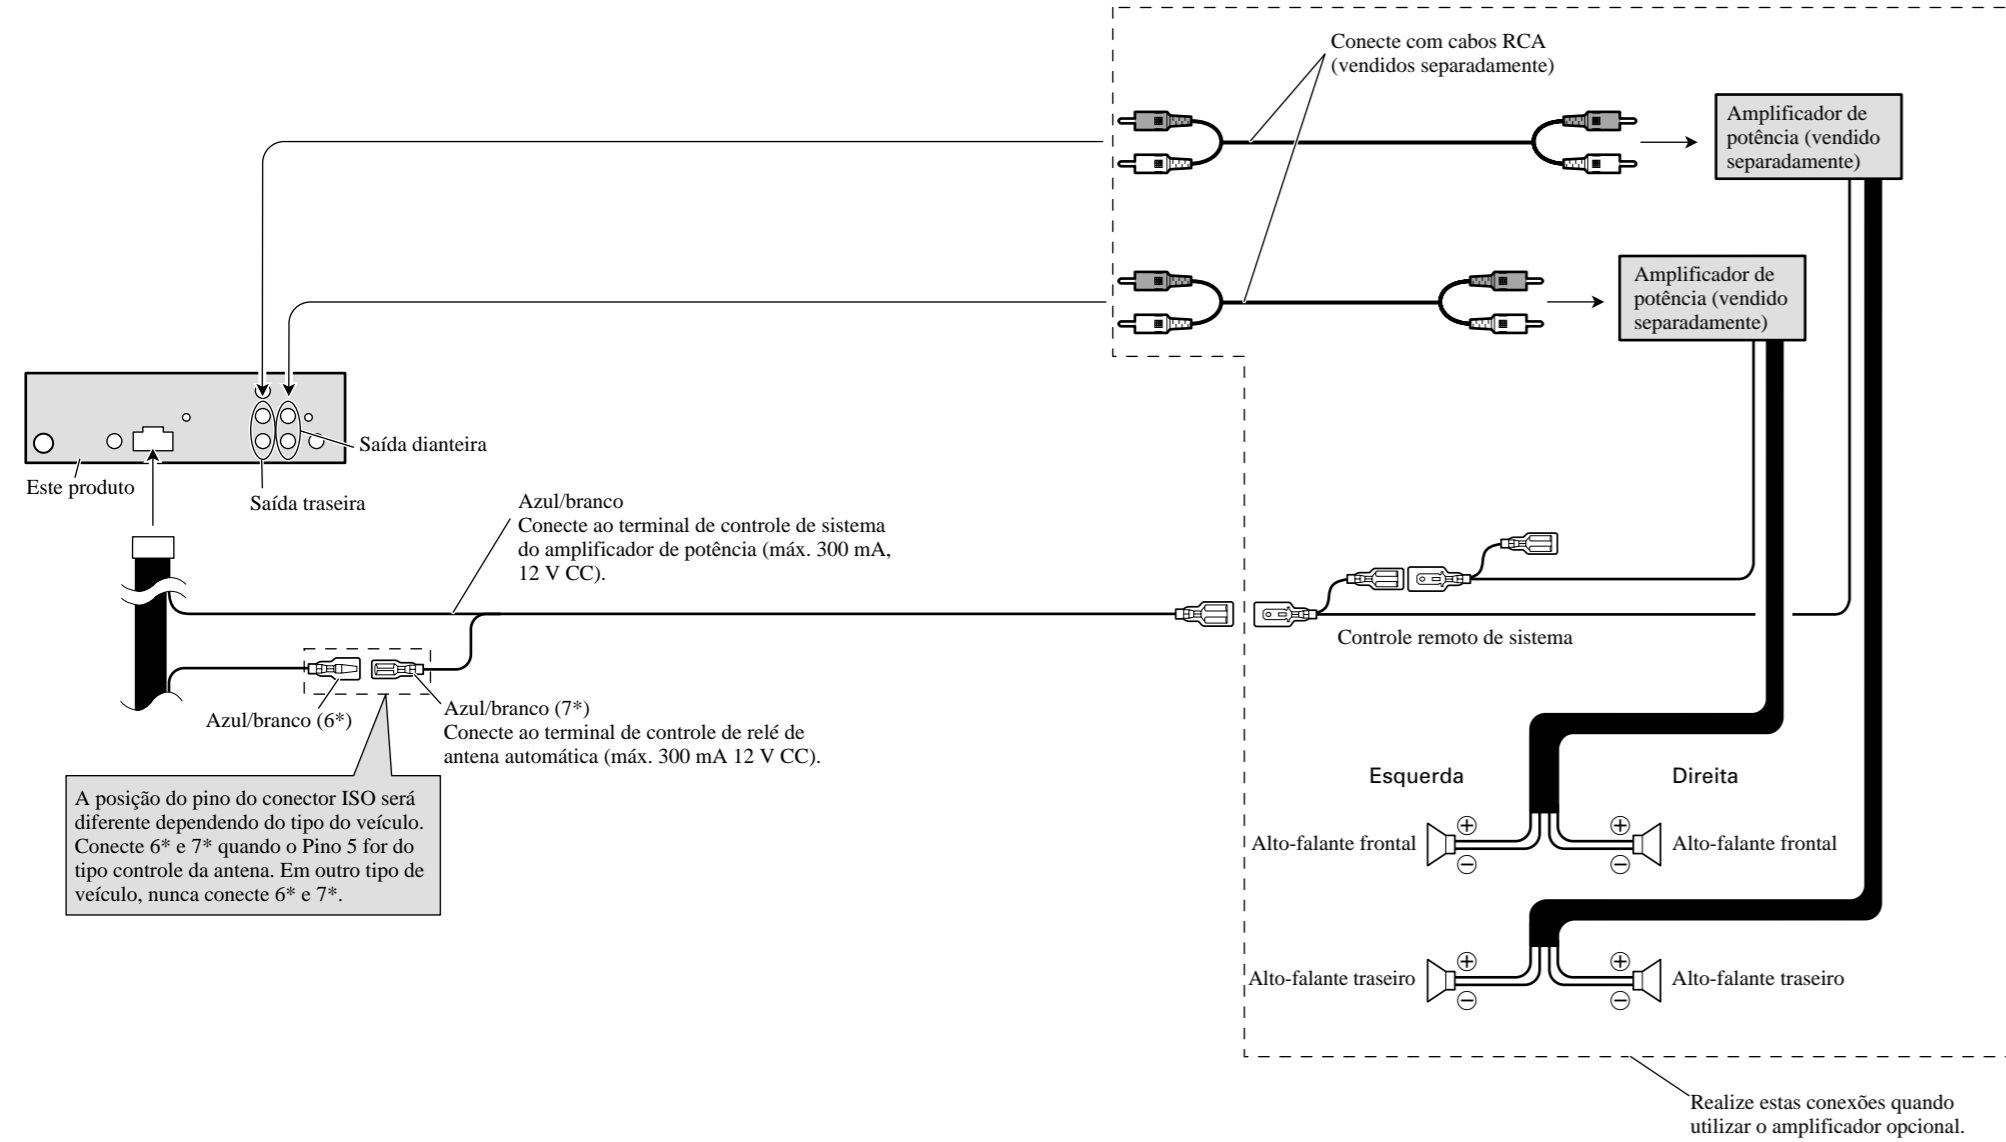 Conecte com cabos RCA
(vendidos separadamente)
Amplificador de
potência (vendido
separadamente)
Amplificador de
potência (vendido
separadamente)
Saída dianteira
Este produto
Saída traseira
Azul/branco
Conecte ao terminal de controle de sistema
do amplificador de potência (máx. 300 mA,
12 V CC).
Controle remoto de sistema
Azul/branco (6*)
Azul/branco (7*)
Conecte ao terminal de controle de relé de
antena automática (máx. 300 mA 12 V CC).
A posição do pino do conector ISO será
diferente dependendo do tipo do veículo.
Conecte 6* e 7* quando o Pino 5 for do
tipo controle da antena. Em outro tipo de
veículo, nunca conecte 6* e 7*.
Esquerda
Direita
Alto-falante frontal
+
−
+
−
Alto-falante frontal
Alto-falante traseiro
+
−
+
−
Alto-falante traseiro
Realize estas conexões quando
utilizar o amplificador opcional.